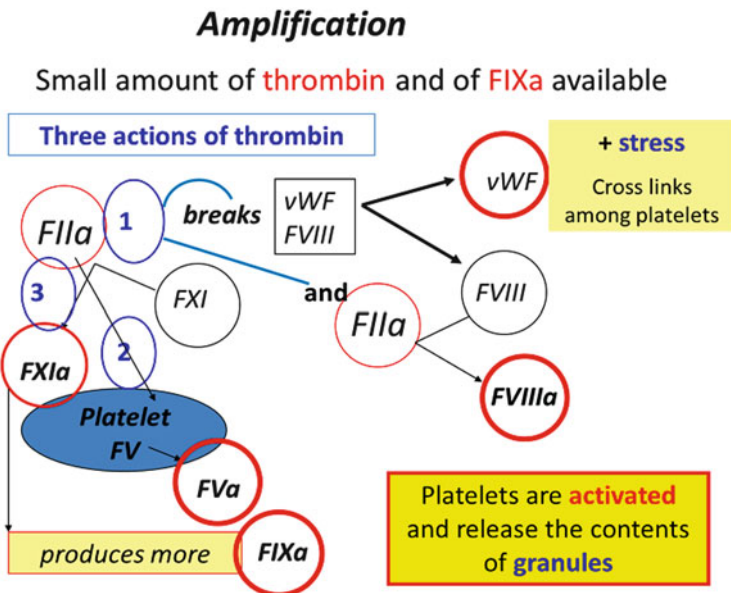 Amplification
Small amount of thrombin and of FIXa available
Three actions of thrombin
+ stress
Cross links
among platelets
vWF
FIIa
1
breaks
vWF
FVIII
3
FXI
and
FIIa
FVIII
2
FXIa
FVIIIa
Platelet
FV
FVa
Platelets are activated
and release the contents
of granules
produces more
FIXa